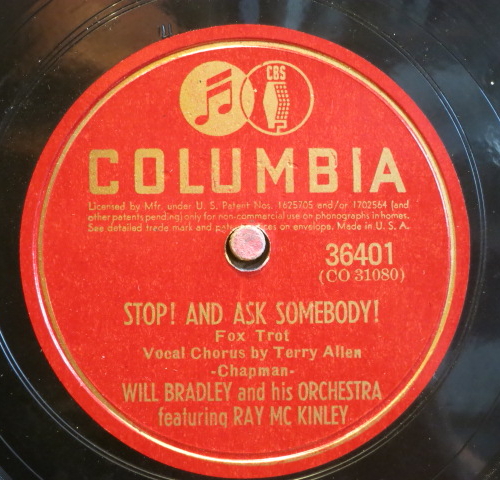 CBS
COLUMBIA
Licensed by Mfr. under U. S. Patent Nos. 1625705 and/or 1702564 (and
other patents pending) only for non-commercial use on phonographs in homes.
See detailed trade mark and patent notices on envelope. Made in U. S. A.
36401
(CO 31080)
STOP! AND ASK SOMEBODY!
Fox Trot
Vocal Chorus by Terry Allen
-Chapman-
WILL BRADLEY and his ORCHESTRA
featuring RAY MC KINLEY